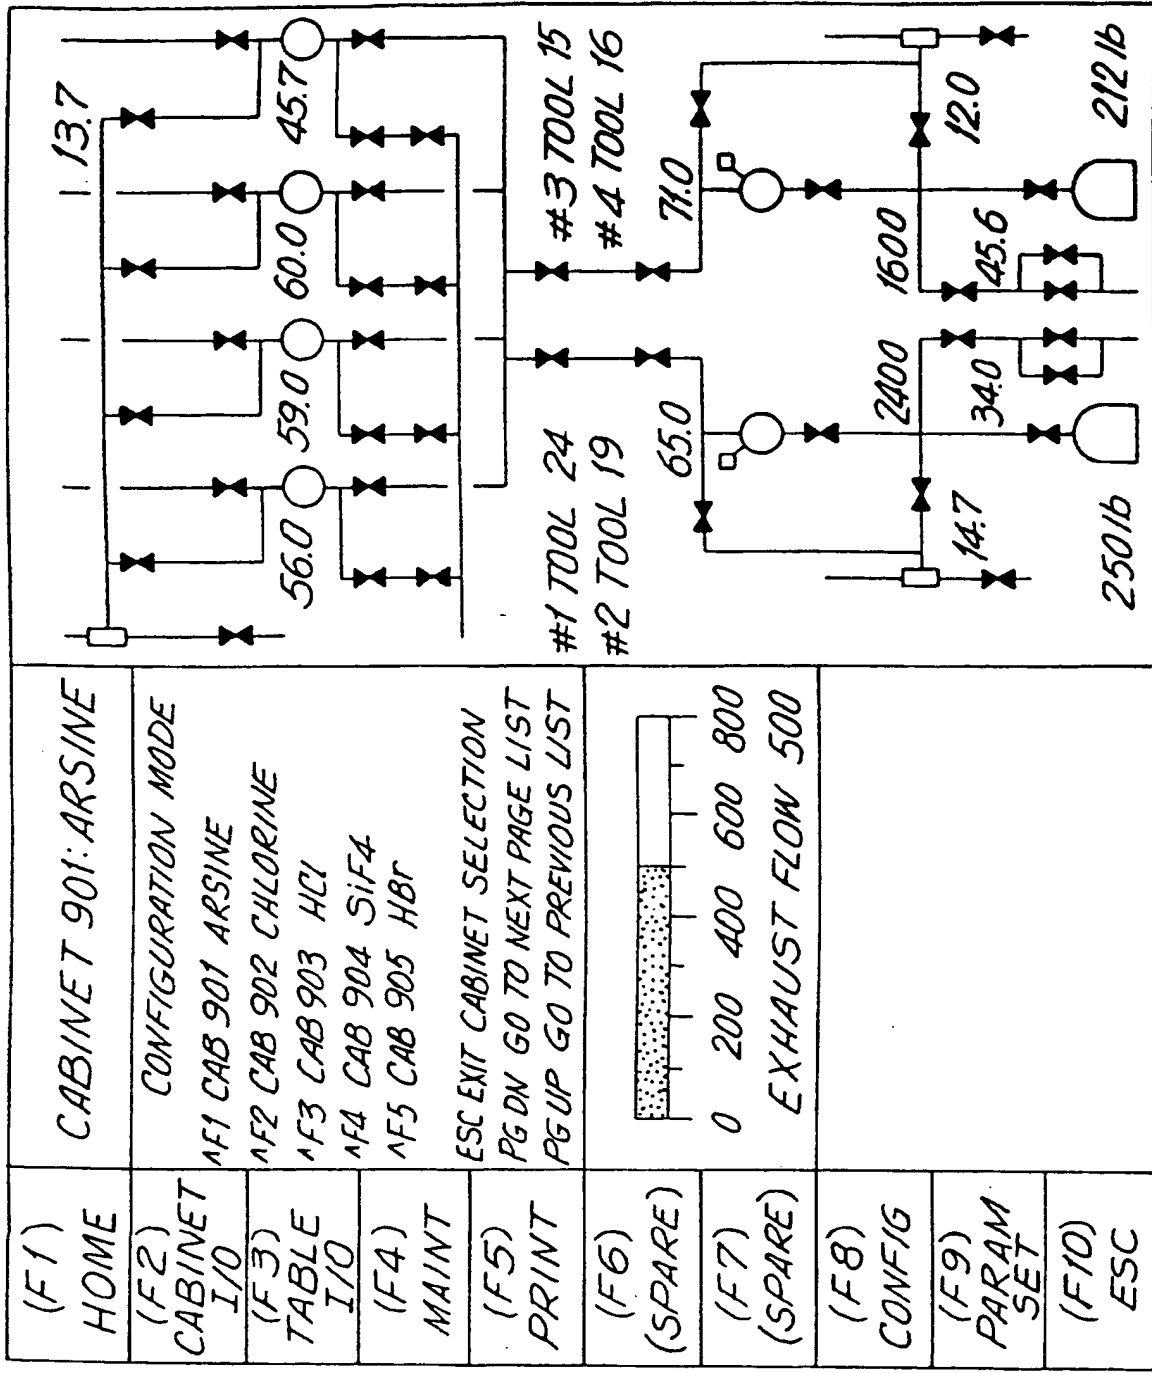 (F1)
HOME
(F2)
CABINET
I/O
(F3)
TABLE
I/O
(F4)
MAINT
(F5)
PRINT
(F6)
(SPARE)
(F7)
(SPARE)
(F8)
CONFIG
(F9)
PARAM
SET
(F10)
ESC
CABINET 901: ARSINE
CONFIGURATION MODE
^F1 CAB 901 ARSINE
^F2 CAB 902 CHLORINE
^F3 CAB 903 HCl
^F4 CAB 904 SiF4
^F5 CAB 905 HBr
ESC EXIT CABINET SELECTION
PG DN GO TO NEXT PAGE LIST
PG UP GO TO PREVIOUS LIST
0 200 400 600 800
EXHAUST FLOW 500
13.7
56.0 59.0 60.0 45.7
#1 TOOL 24
#2 TOOL 19
#3 TOOL 15
#4 TOOL 16
65.0 71.0
2400 1600
14.7 34.0 45.6 12.0
250 lb 212 lb